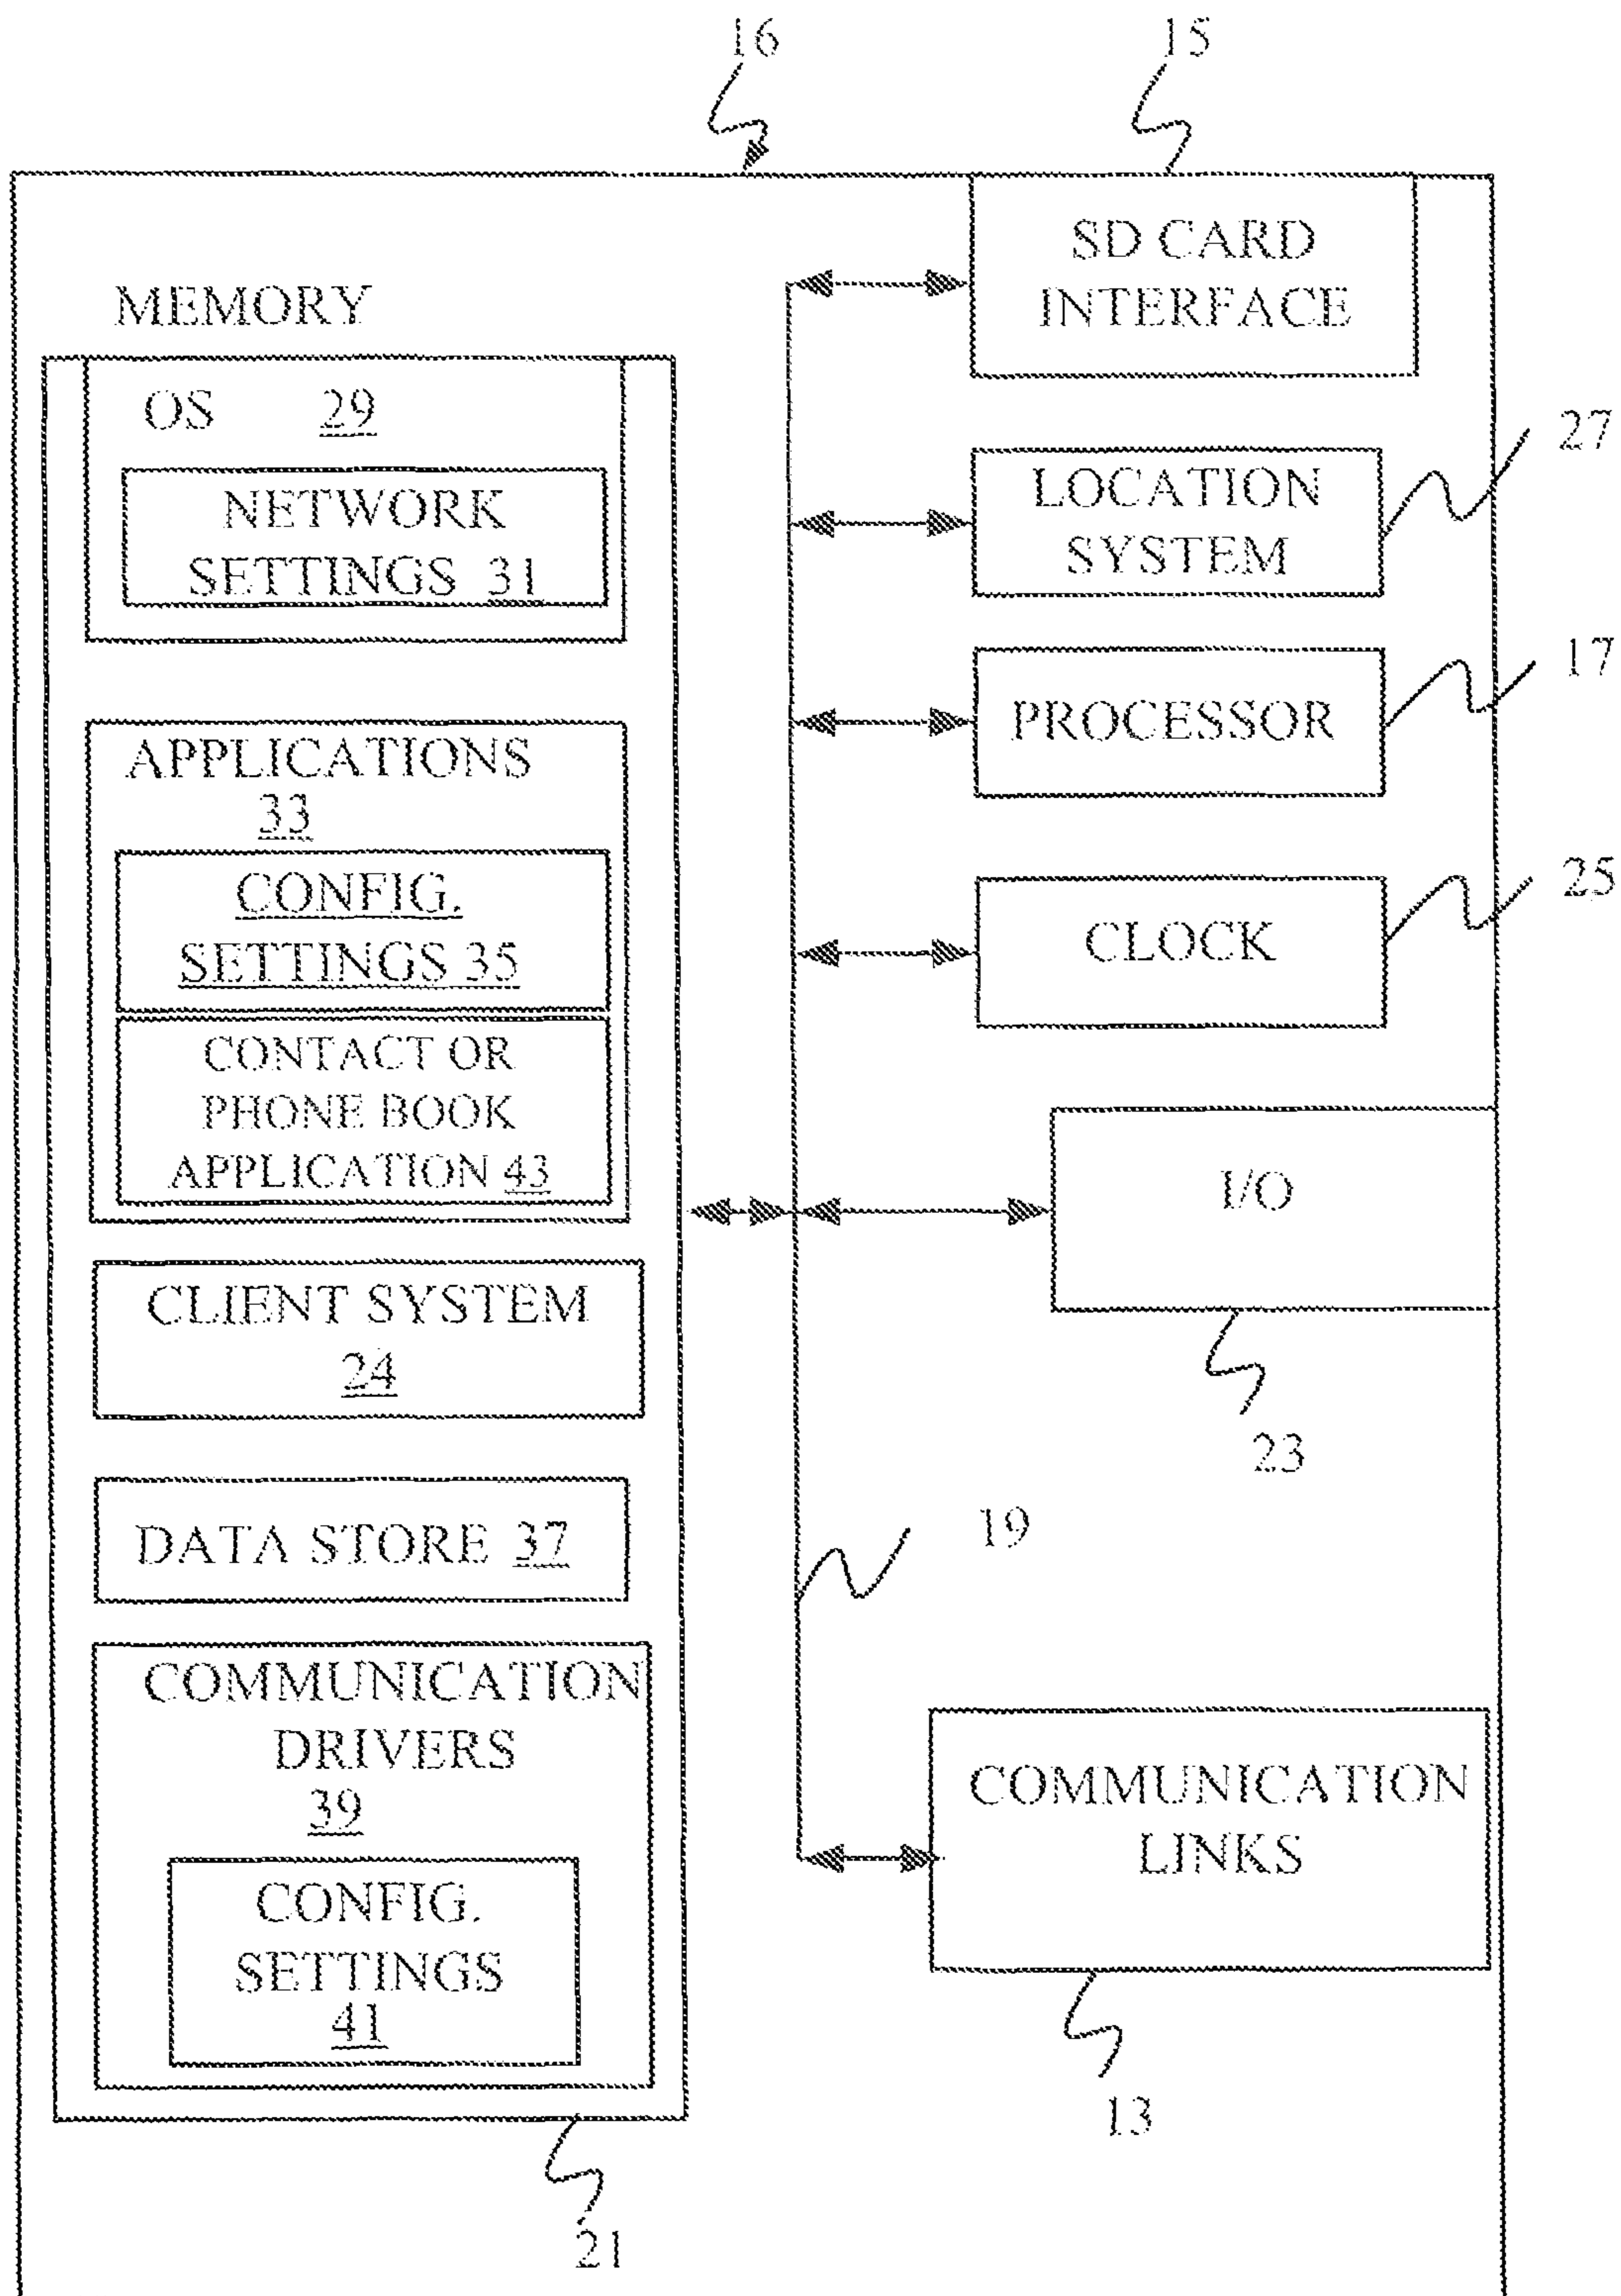 16
15
SD CARD
INTERFACE
MEMORY
OS 29
NETWORK
SETTINGS 31
27
LOCATION
SYSTEM
17
PROCESSOR
APPLICATIONS
33
CONFIG.
SETTINGS 35
25
CLOCK
CONTACT OR
PHONE BOOK
APPLICATION 43
I/O
CLIENT SYSTEM
24
23
DATA STORE 37
19
COMMUNICATION
DRIVERS
39
COMMUNICATION
LINKS
CONFIG.
SETTINGS
41
13
21